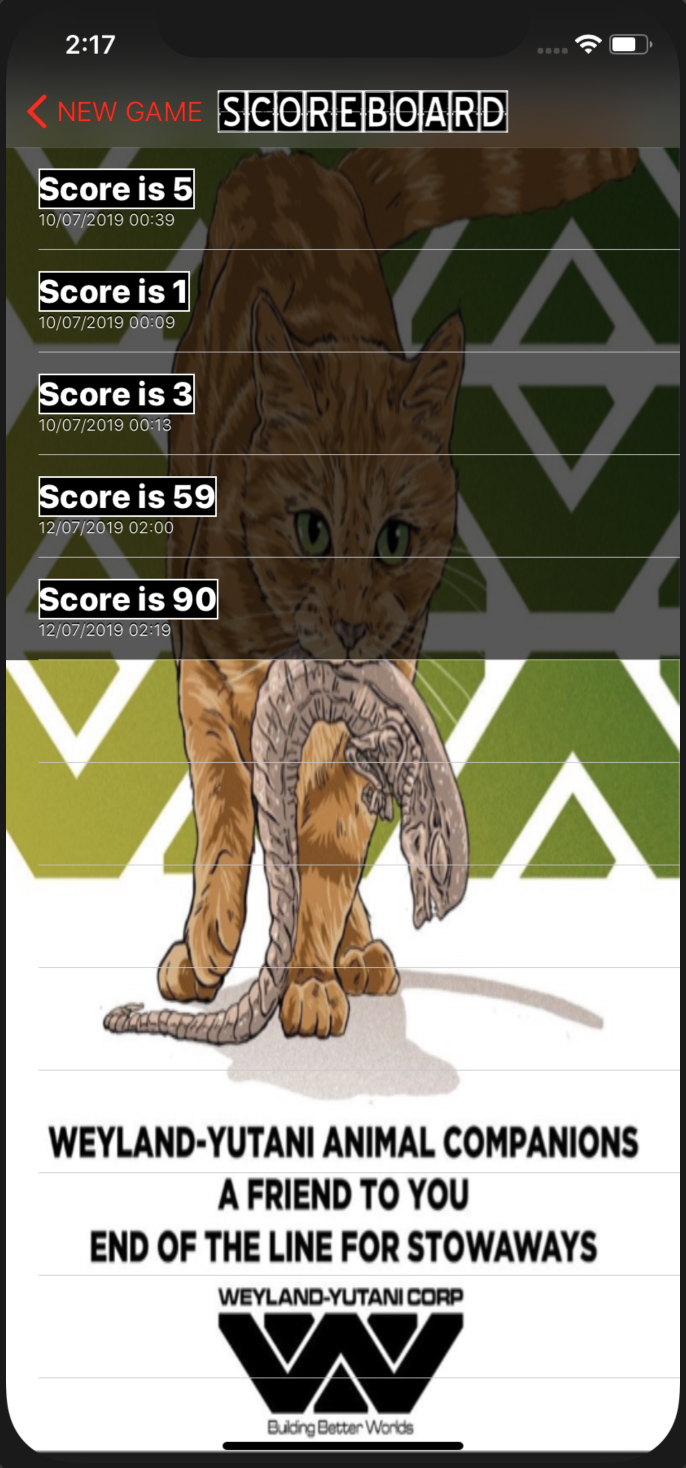 2:17
NEW GAME SCOREBOARD
Score is 5
10/07/2019 00:39
Score is 1
10/07/2019 00:09
Score is 3
10/07/2019 00:13
Score is 59
12/07/2019 02:00
Score is 90
12/07/2019 02:19
WEYLAND-YUTANI ANIMAL COMPANIONS
A FRIEND TO YOU
END OF THE LINE FOR STOWAWAYS
WEYLAND-YUTANI CORP
Building Better Worlds